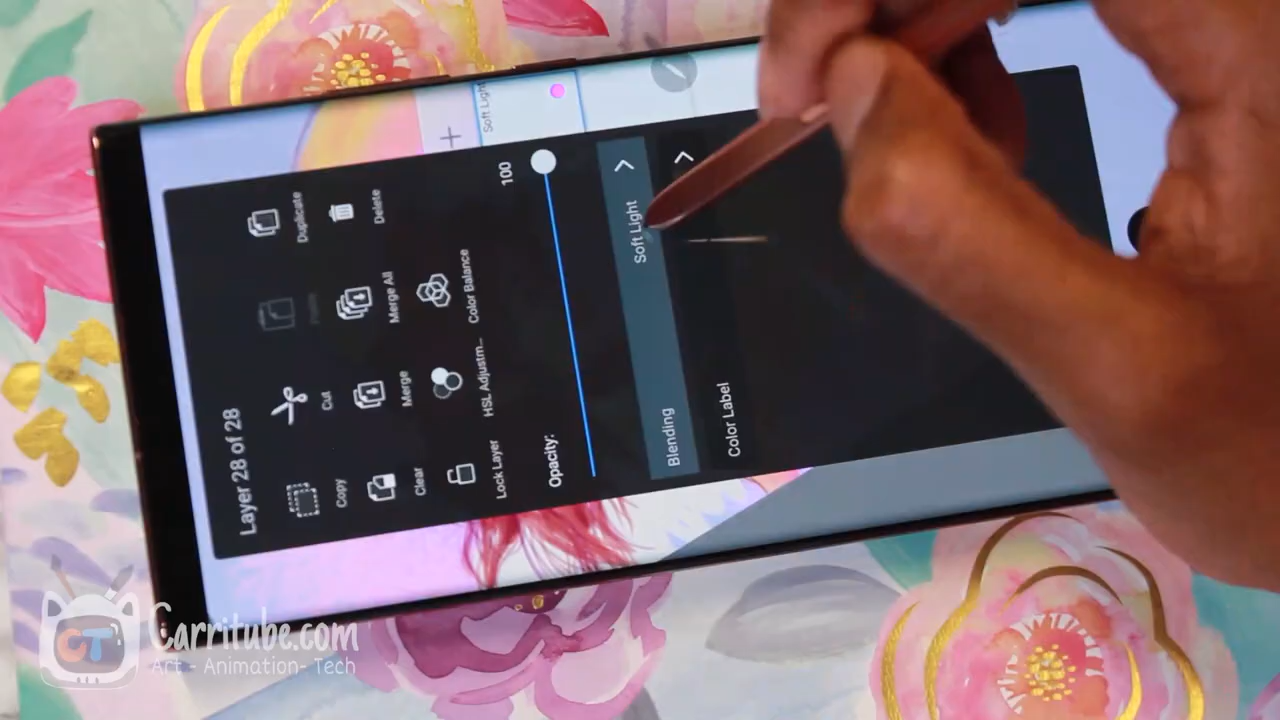 Layer 28 of 28
Copy
Cut
Duplicate
Clear
Merge
Merge All
Delete
Lock Layer
HSL Adjustm...
Color Balance
Opacity:
100
Blending
Soft Light
Color Label
Soft Light
CT
Carritube.com
Art - Animation- Tech